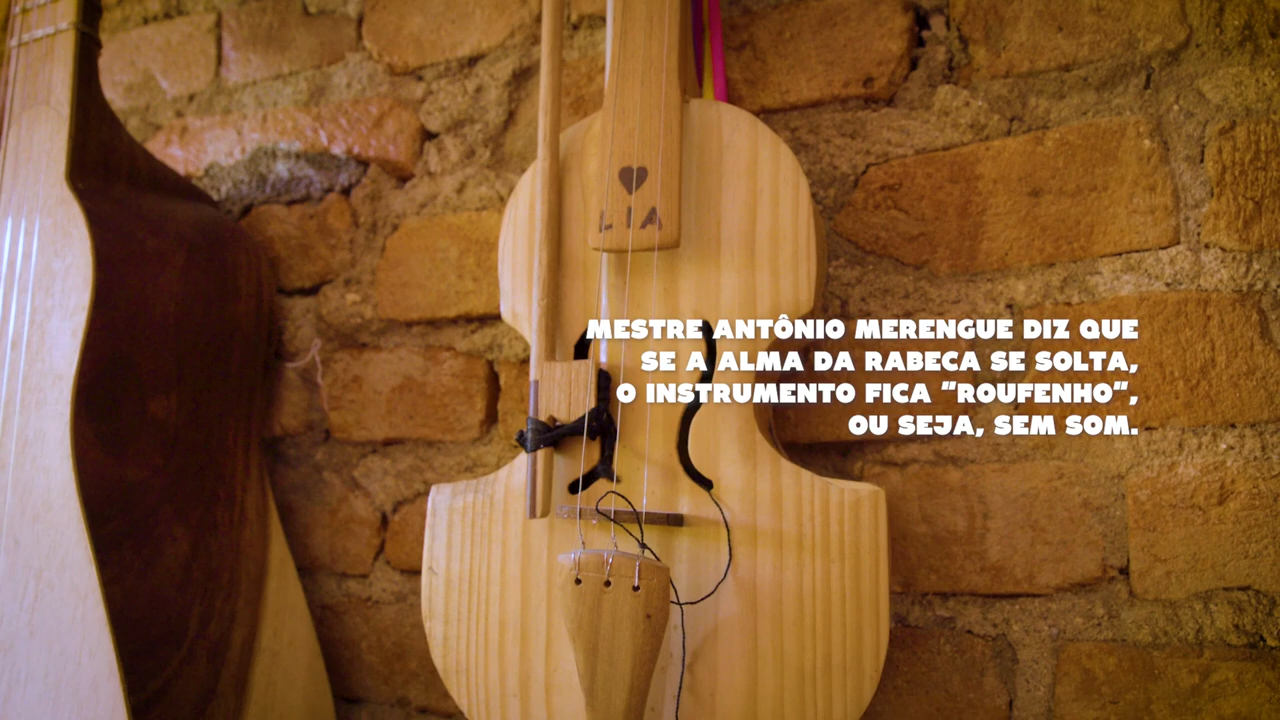 ♥
LIA
MESTRE ANTÔNIO MERENGUE DIZ QUE
SE A ALMA DA RABECA SE SOLTA,
O INSTRUMENTO FICA "ROUFENHO",
OU SEJA, SEM SOM.